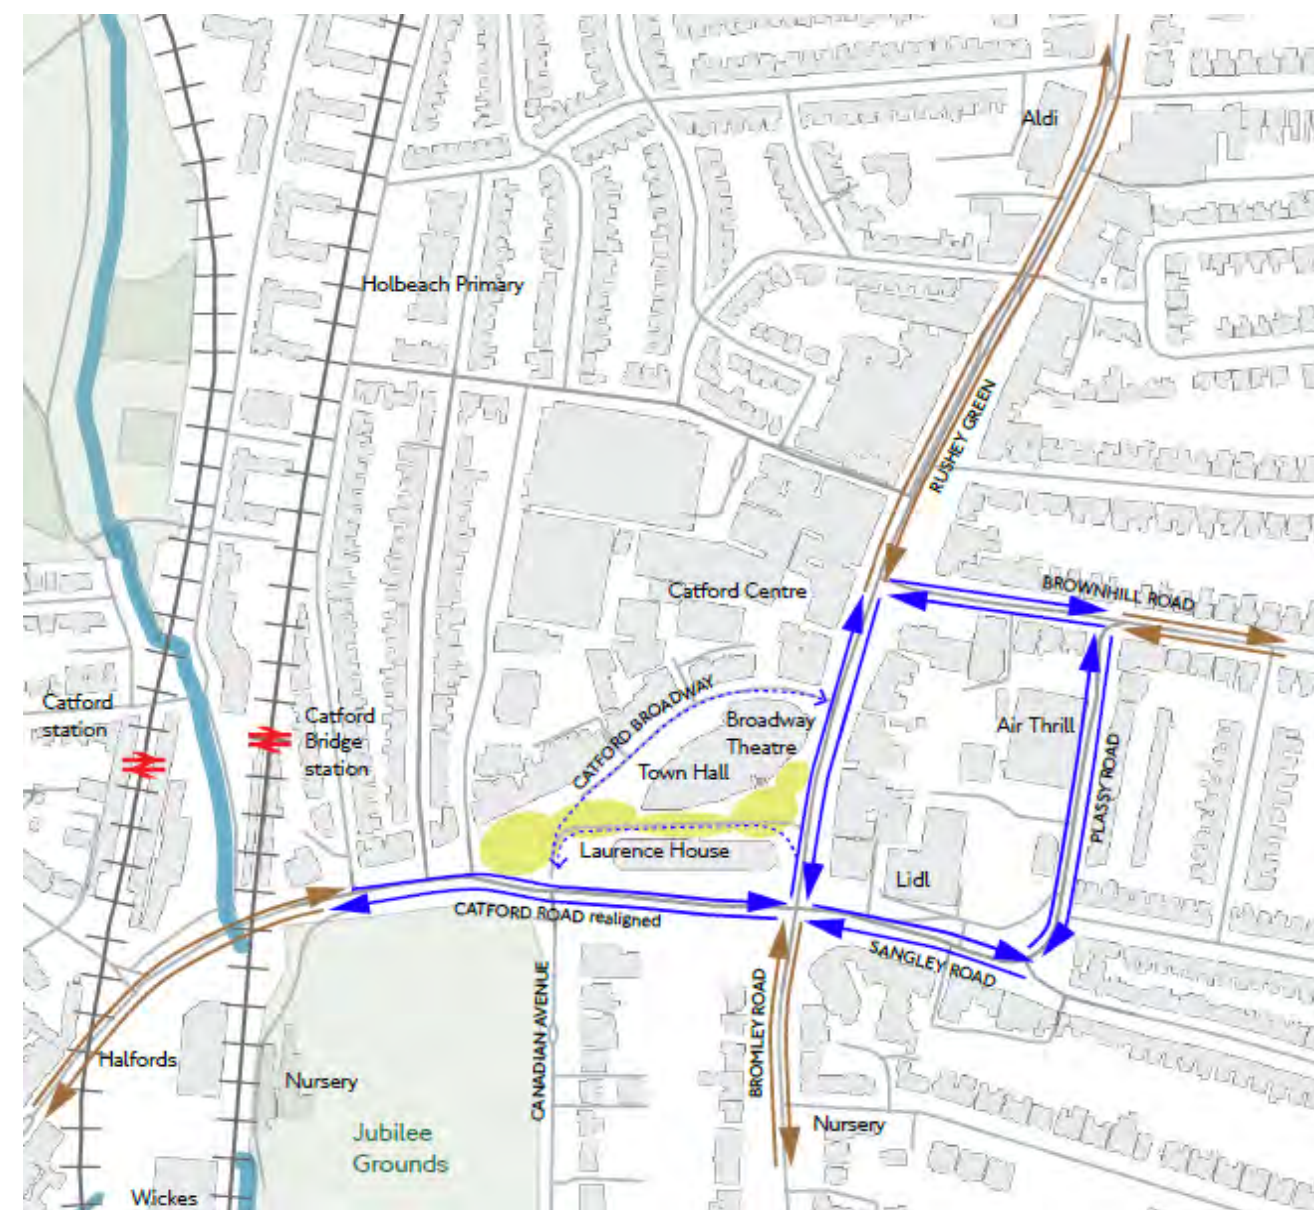 Aldi
Holbeach Primary
RUSHEY GREEN
BROWNHILL ROAD
Catford Centre
Catford
station
Catford
Bridge
station
CATFORD BROADWAY
Broadway
Theatre
Town Hall
Air Thrill
PLASSY ROAD
Laurence House
Lidl
CATFORD ROAD realigned
SANGLEY ROAD
CANADIAN AVENUE
BROMLEY ROAD
Halfords
Nursery
Nursery
Jubilee
Grounds
Wickes